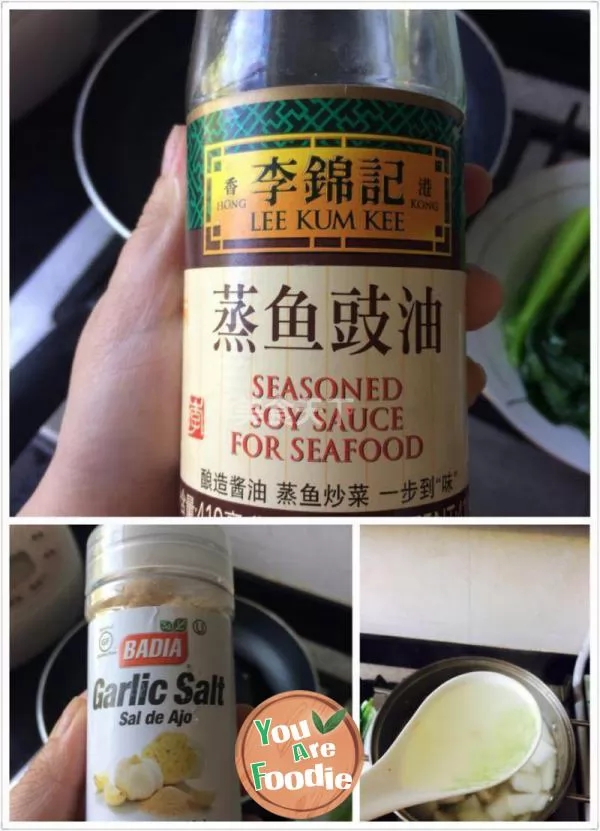 香 李錦記 港
HONG LEE KUM KEE KONG
蒸鱼豉油
SEASONED
SOY SAUCE
FOR SEAFOOD
酿造酱油 蒸鱼炒菜 一步到“味”
BADIA
Garlic Salt
Sal de Ajo
You
Are
Foodie